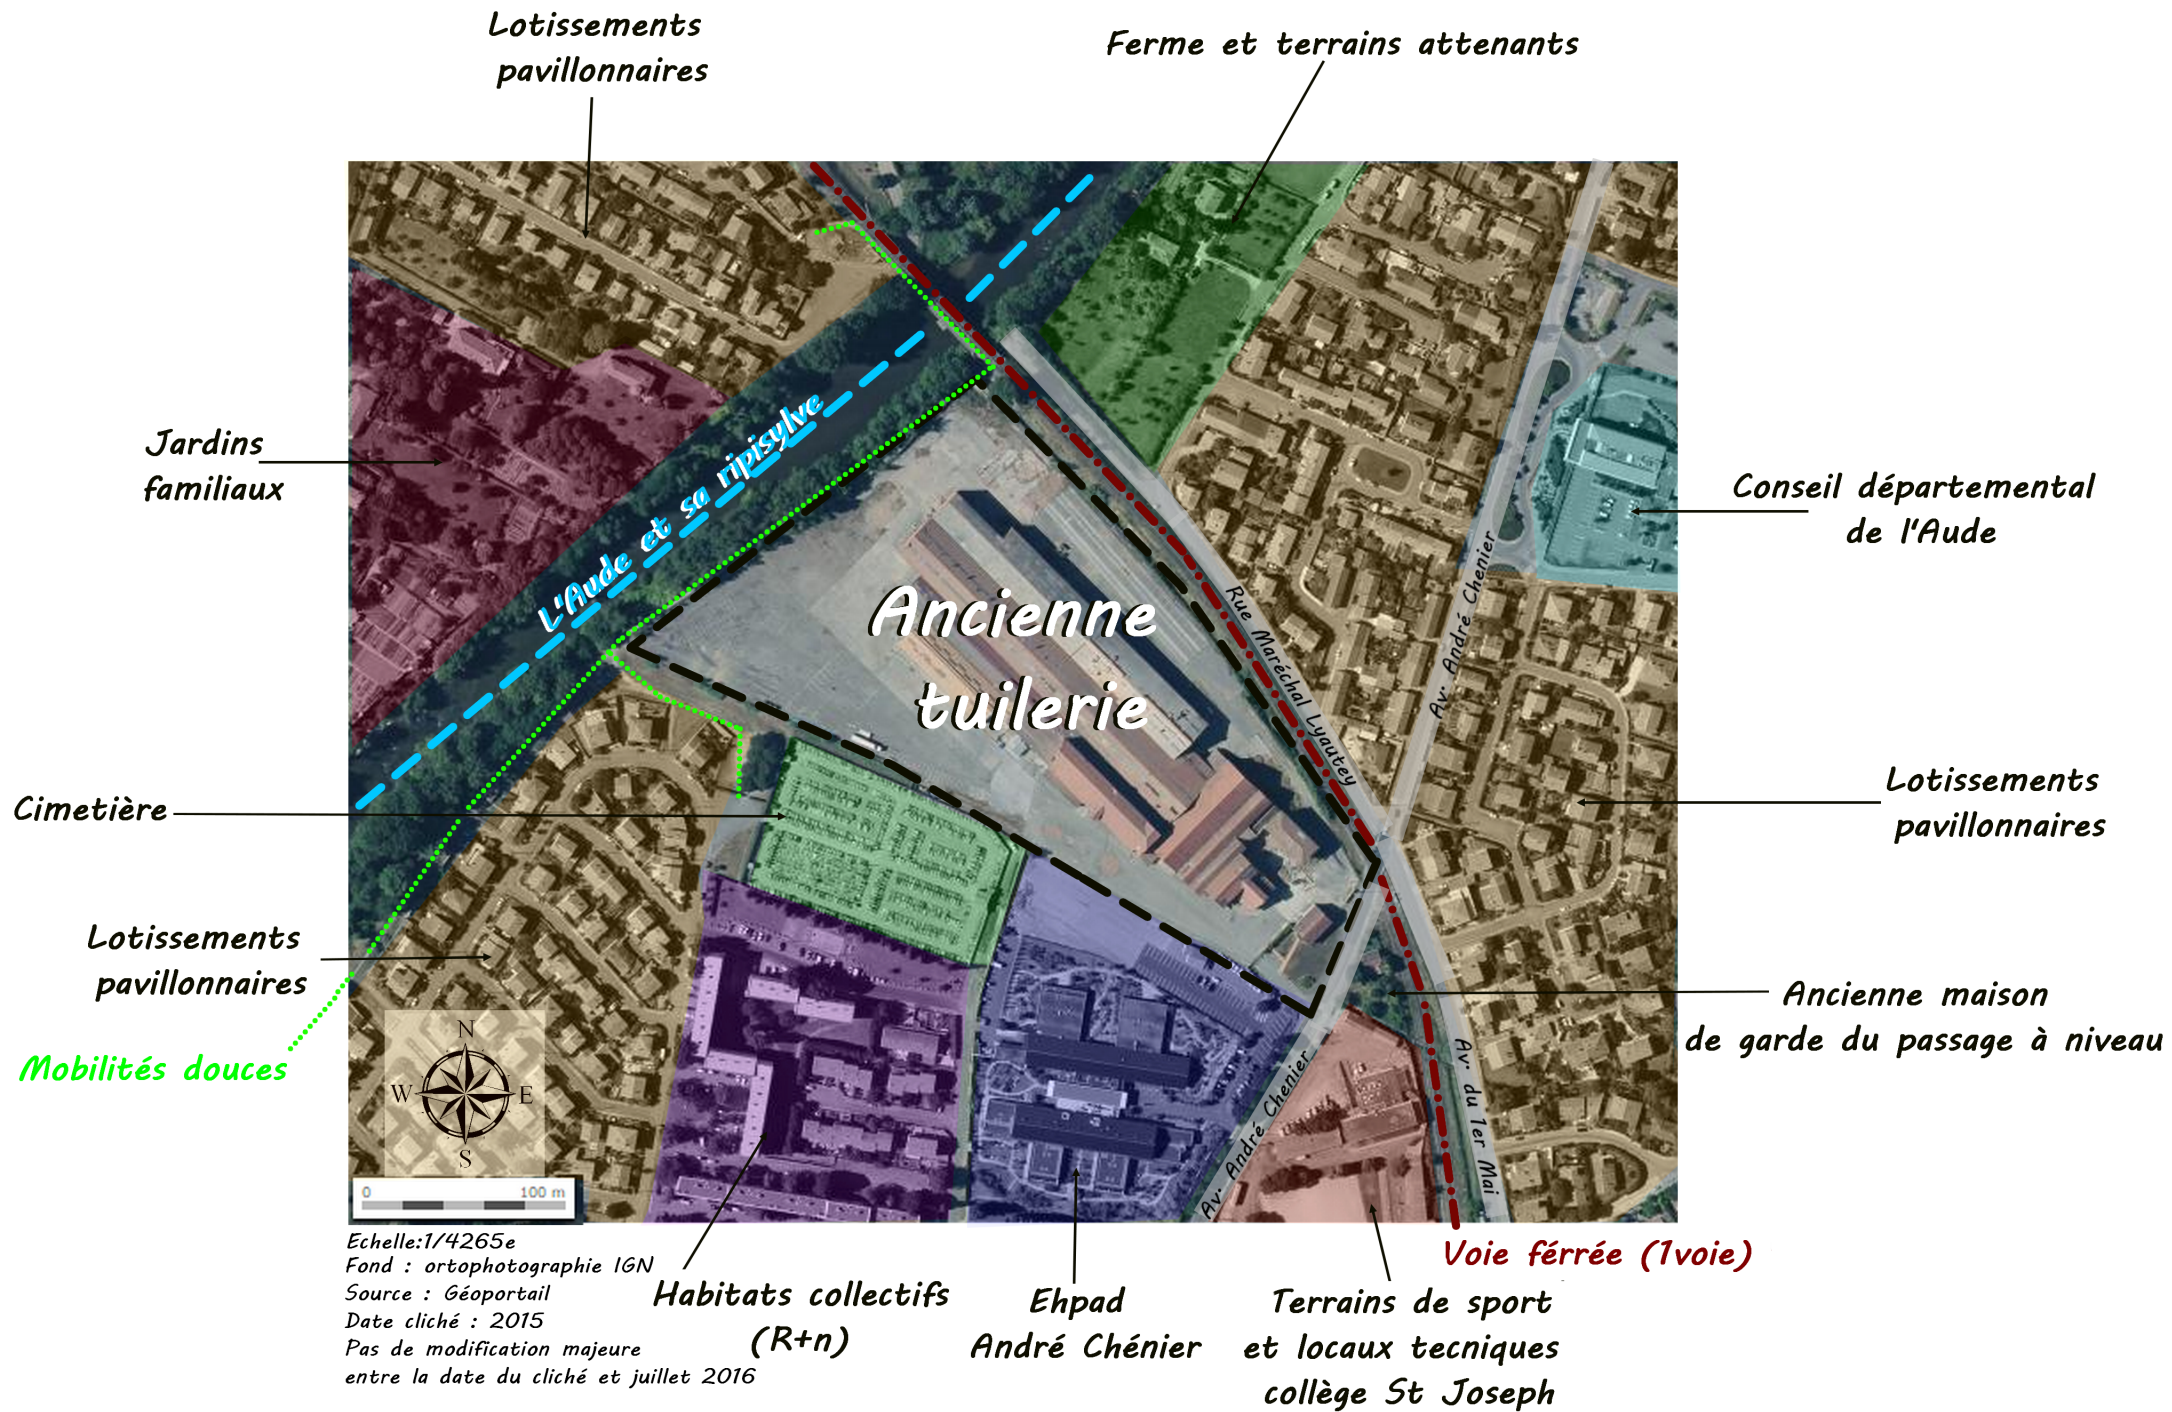 Lotissements
pavillonnaires
Ferme et terrains attenants
Jardins
familiaux
L'Aude et sa ripisylve
Conseil départemental
de l'Aude
Av. André Chenier
Ancienne
tuilerie
Rue Maréchal Lyautey
Lotissements
pavillonnaires
Cimetière
Lotissements
pavillonnaires
Ancienne maison
de garde du passage à niveau
Mobilités douces
N
W
E
S
Av. André Chenier
Av. du 1er Mai
0
100 m
Echelle:1/4265e
Fond : ortophotographie IGN
Source : Géoportail
Date cliché : 2015
Pas de modification majeure
entre la date du cliché et juillet 2016
Habitats collectifs
(R+n)
Ehpad
André Chénier
Voie férrée (1voie)
Terrains de sport
et locaux tecniques
collège St Joseph